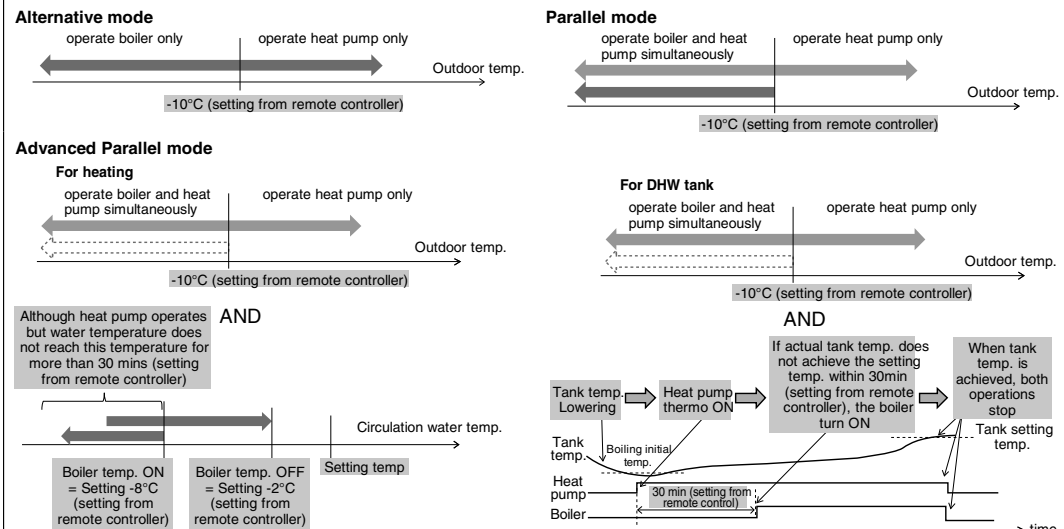 Alternative mode
operate boiler only
operate heat pump only
Outdoor temp.
-10°C (setting from remote controller)
Parallel mode
operate boiler and heat
pump simultaneously
operate heat pump only
Outdoor temp.
-10°C (setting from remote controller)
Advanced Parallel mode
For heating
operate boiler and heat
pump simultaneously
operate heat pump only
Outdoor temp.
-10°C (setting from remote controller)
AND
Although heat pump operates
but water temperature does
not reach this temperature for
more than 30 mins (setting
from remote controller)
Circulation water temp.
Boiler temp. ON
= Setting -8°C
(setting from
remote controller)
Boiler temp. OFF
= Setting -2°C
(setting from
remote controller)
Setting temp
For DHW tank
operate boiler and heat
pump simultaneously
operate heat pump only
Outdoor temp.
-10°C (setting from remote controller)
AND
Tank temp.
Lowering
Heat pump
thermo ON
If actual tank temp. does
not achieve the setting
temp. within 30min
(setting from remote
controller), the boiler
turn ON
When tank
temp. is
achieved, both
operations
stop
Tank setting
temp.
Tank
temp.
Boiling initial
temp.
Heat
pump
30 min (setting from
remote control)
Boiler
time